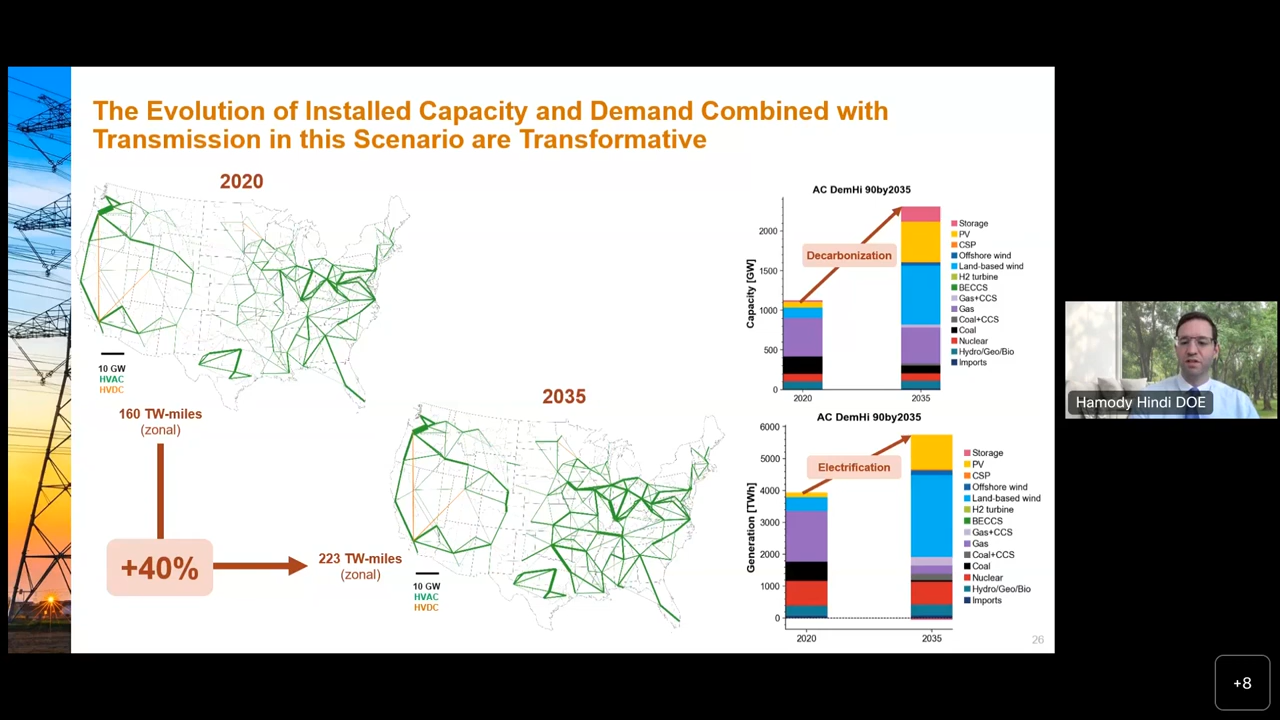 The Evolution of Installed Capacity and Demand Combined with
Transmission in this Scenario are Transformative
2020
10 GW
HVAC
HVDC
160 TW-miles
(zonal)
+40%
223 TW-miles
(zonal)
2035
10 GW
HVAC
HVDC
AC DemHi 90by2035
Capacity [GW]
2000
1500
1000
500
0
2020
2035
Decarbonization
Storage
PV
CSP
Offshore wind
Land-based wind
H2 turbine
BECCS
Gas+CCS
Gas
Coal+CCS
Coal
Nuclear
Hydro/Geo/Bio
Imports
AC DemHi 90by2035
Generation [TWh]
6000
5000
4000
3000
2000
1000
0
2020
2035
Electrification
Storage
PV
CSP
Offshore wind
Land-based wind
H2 turbine
BECCS
Gas+CCS
Gas
Coal+CCS
Coal
Nuclear
Hydro/Geo/Bio
Imports
26
Hamody Hindi DOE
+8